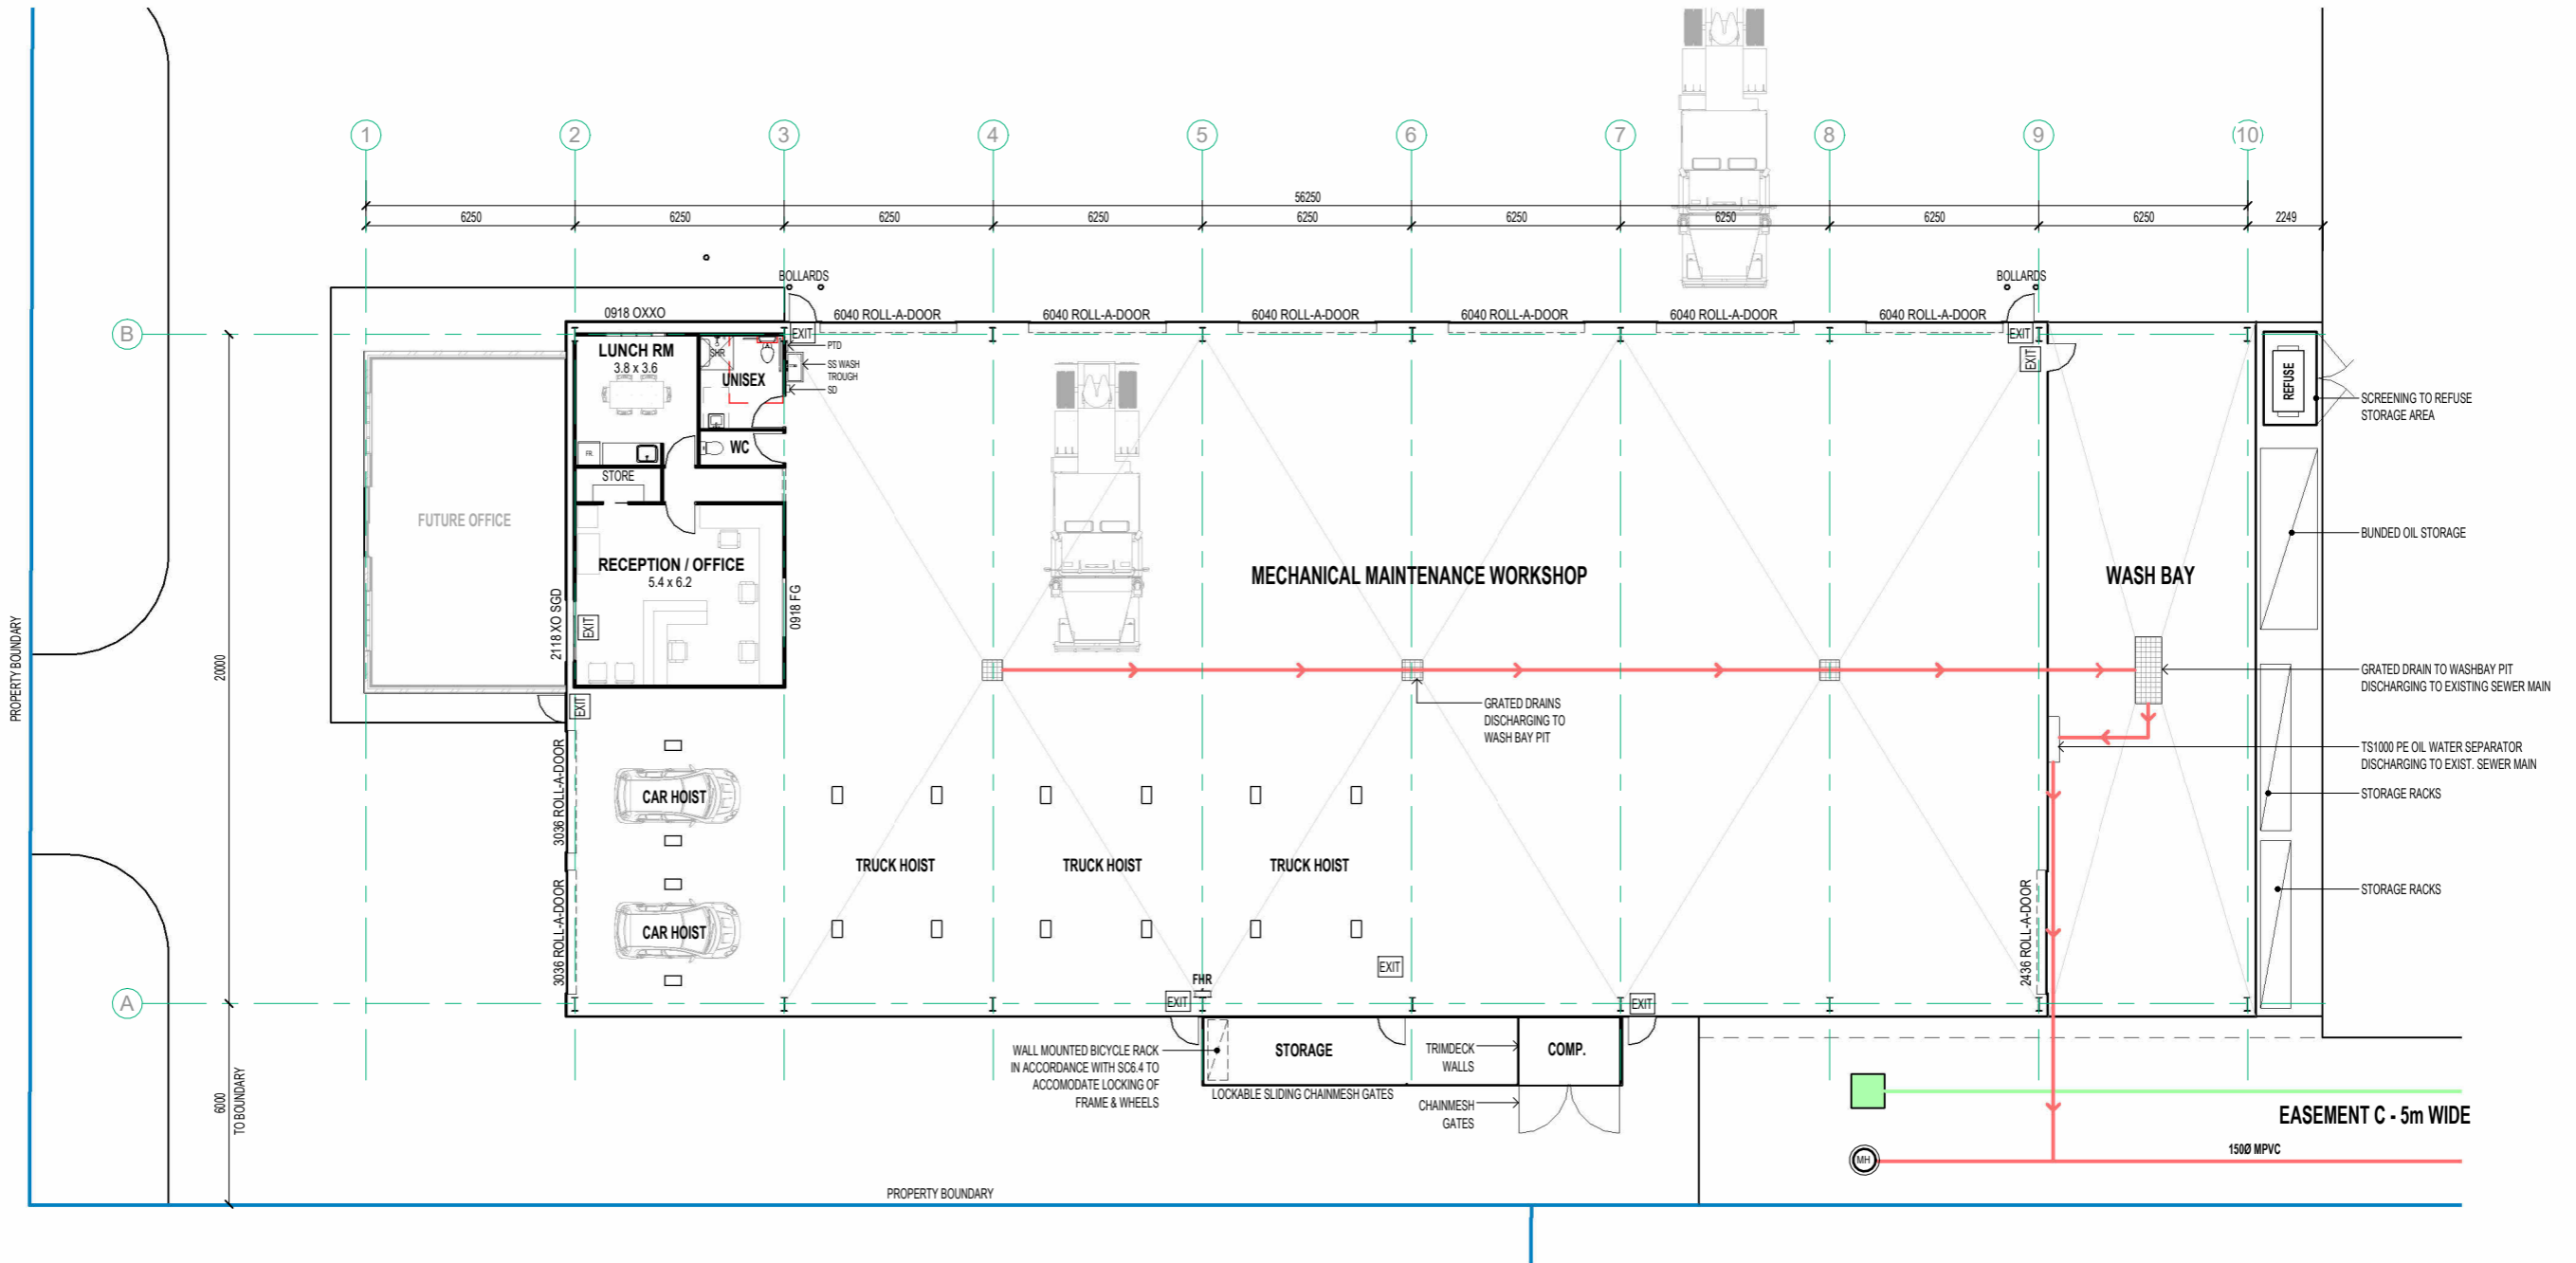 1
2
3
4
5
6
7
8
9
10
56250
6250
6250
6250
6250
6250
6250
6250
6250
6250
2249
BOLLARDS
BOLLARDS
0918 OXXO
6040 ROLL-A-DOOR
6040 ROLL-A-DOOR
6040 ROLL-A-DOOR
6040 ROLL-A-DOOR
6040 ROLL-A-DOOR
6040 ROLL-A-DOOR
B
EXIT
EXIT
EXIT
LUNCH RM
3.8 x 3.6
SHR
PTD
SS WASH
TROUGH
SD
UNISEX
FR.
WC
STORE
REFUSE
SCREENING TO REFUSE
STORAGE AREA
FUTURE OFFICE
BUNDED OIL STORAGE
RECEPTION / OFFICE
5.4 x 6.2
MECHANICAL MAINTENANCE WORKSHOP
WASH BAY
2118 XO SGD
EXIT
0918 FG
PROPERTY BOUNDARY
20000
GRATED DRAIN TO WASHBAY PIT
DISCHARGING TO EXISTING SEWER MAIN
GRATED DRAINS
DISCHARGING TO
WASH BAY PIT
EXIT
TS1000 PE OIL WATER SEPARATOR
DISCHARGING TO EXIST. SEWER MAIN
3036 ROLL-A-DOOR
CAR HOIST
STORAGE RACKS
TRUCK HOIST
TRUCK HOIST
TRUCK HOIST
STORAGE RACKS
3036 ROLL-A-DOOR
CAR HOIST
2436 ROLL-A-DOOR
EXIT
FHR
A
EXIT
EXIT
WALL MOUNTED BICYCLE RACK
IN ACCORDANCE WITH SC6.4 TO
ACCOMODATE LOCKING OF
FRAME & WHEELS
STORAGE
TRIMDECK
WALLS
COMP.
LOCKABLE SLIDING CHAINMESH GATES
CHAINMESH
GATES
6000
TO BOUNDARY
EASEMENT C - 5m WIDE
150Ø MPVC
MH
PROPERTY BOUNDARY